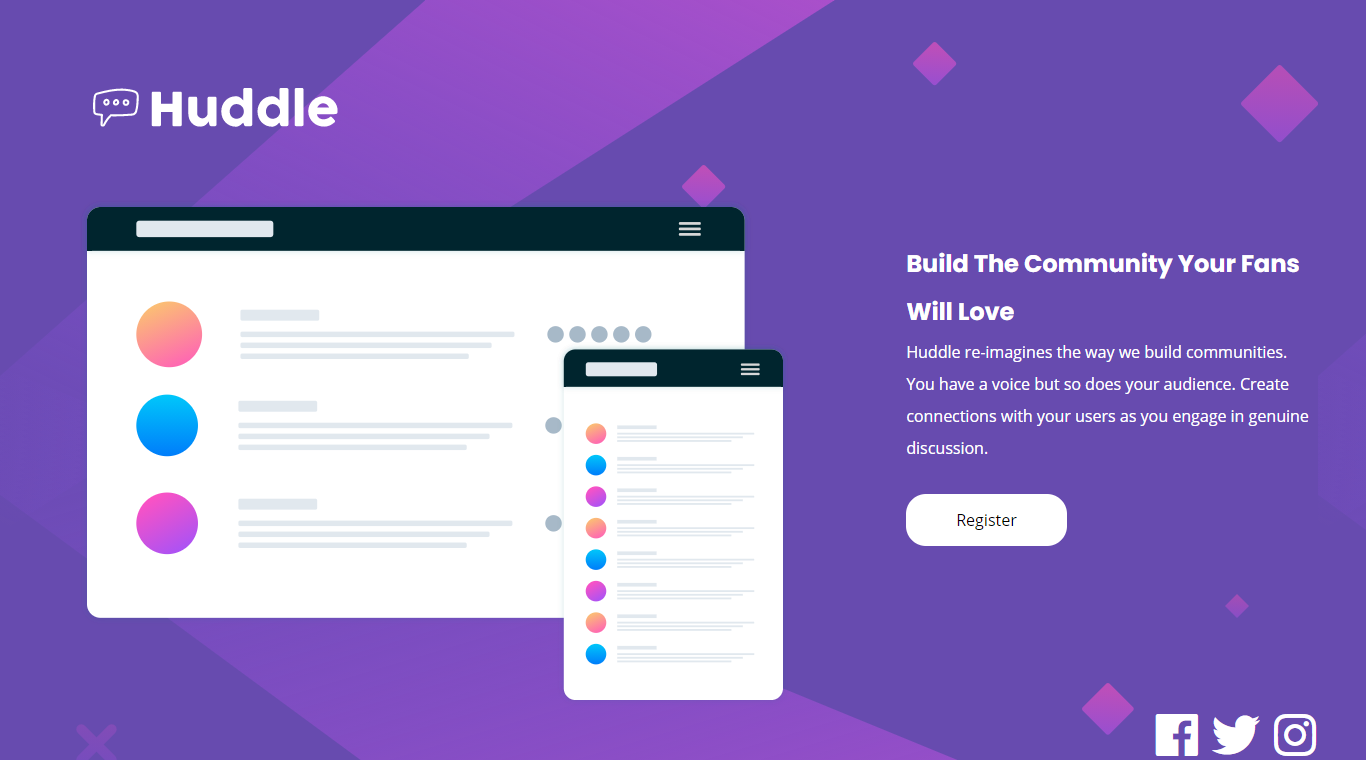 Huddle
Build The Community Your Fans
Will Love
Huddle re-imagines the way we build communities.
You have a voice but so does your audience. Create
connections with your users as you engage in genuine
discussion.
Register